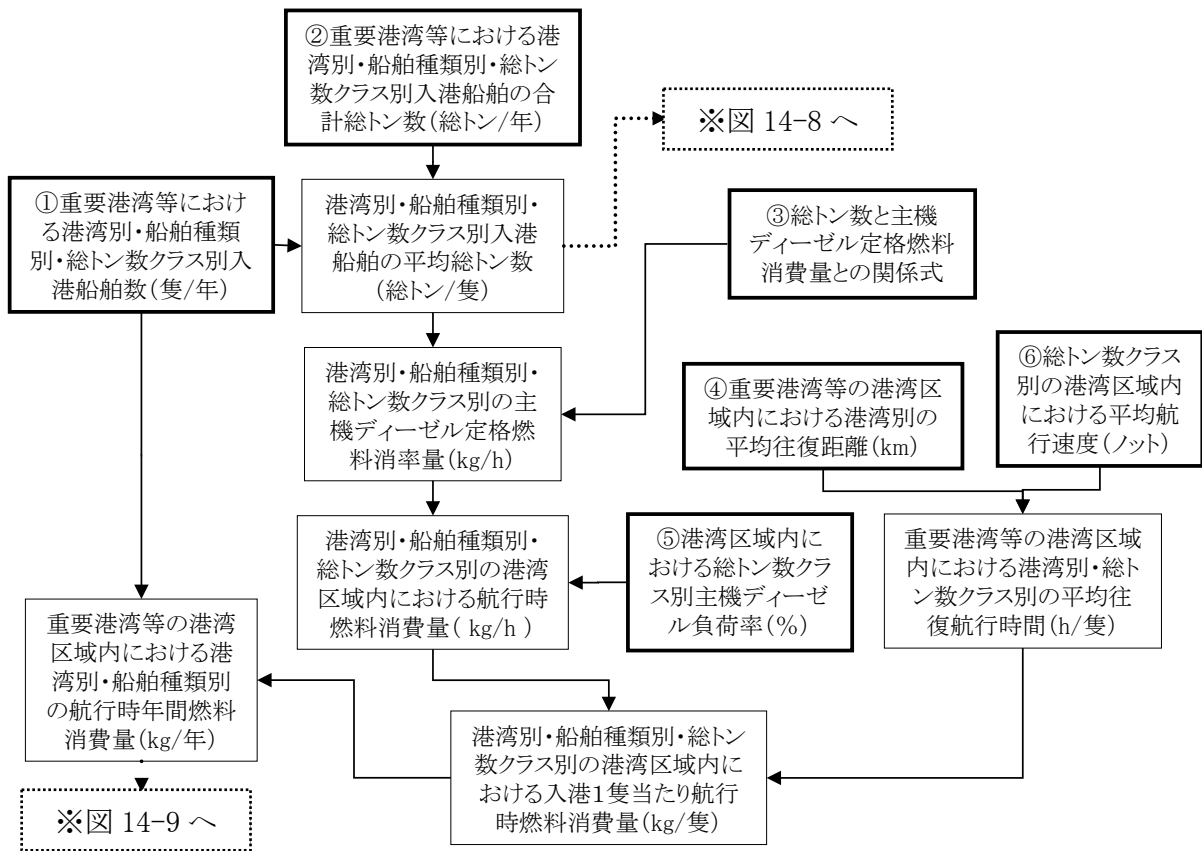 ②重要港湾等における港
湾別・船舶種類別・総トン
数クラス別入港船舶の合
計総トン数(総トン/年)
※図 14-8 へ
①重要港湾等におけ
る港湾別・船舶種類
別・総トン数クラス別入
港船舶数(隻/年)
港湾別・船舶種類別・
総トン数クラス別入港
船舶の平均総トン数
(総トン/隻)
③総トン数と主機
ディーゼル定格燃料
消費量との関係式
港湾別・船舶種類別・
総トン数クラス別の主
機ディーゼル定格燃
料消率量(kg/h)
④重要港湾等の港湾区
域内における港湾別の
平均往復距離(km)
⑥総トン数クラス
別の港湾区域内
における平均航
行速度(ノット)
港湾別・船舶種類別・
総トン数クラス別の港湾
区域内における航行時
燃料消費量( kg/h )
⑤港湾区域内に
おける総トン数クラ
ス別主機ディーゼ
ル負荷率(%)
重要港湾等の港湾区域
内における港湾別・総ト
ン数クラス別の平均往
復航行時間(h/隻)
重要港湾等の港湾
区域内における港
湾別・船舶種類別
の航行時年間燃料
消費量(kg/年)
港湾別・船舶種類別・総トン
数クラス別の港湾区域内に
おける入港1隻当たり航行
時燃料消費量(kg/隻)
※図 14-9 へ